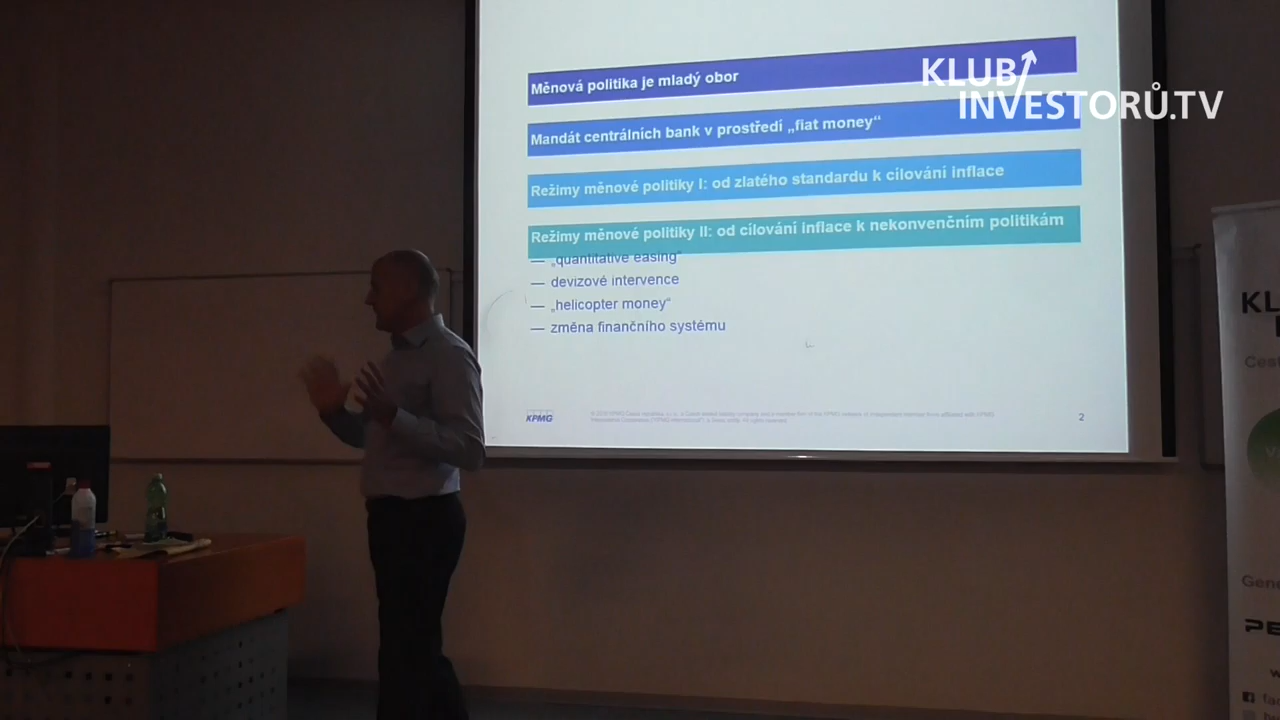 KLUB
INVESTORŮ.TV
Měnová politika je mladý obor
Mandát centrálních bank v prostředí „fiat money“
Režimy měnové politiky I: od zlatého standardu k cílování inflace
Režimy měnové politiky II: od cílování inflace k nekonvenčním politikám
— „quantitative easing“
— devizové intervence
— „helicopter money“
— změna finančního systému
KPMG
2